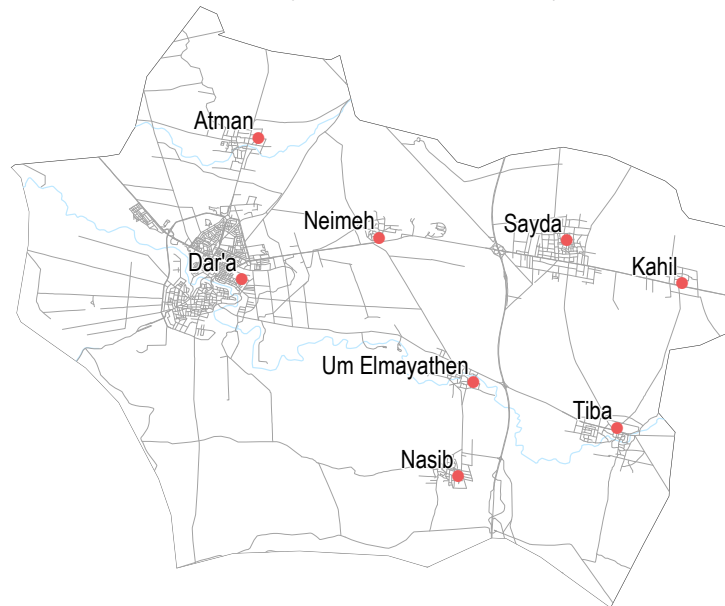 Atman
Neimeh
Sayda
Dar'a
Kahil
Um Elmayathen
Tiba
Nasib